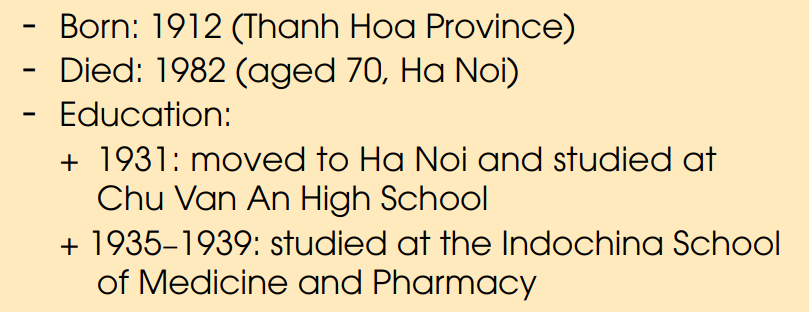 - Born: 1912 (Thanh Hoa Province)
- Died: 1982 (aged 70, Ha Noi)
- Education:
+ 1931: moved to Ha Noi and studied at
Chu Van An High School
+ 1935–1939: studied at the Indochina School
of Medicine and Pharmacy